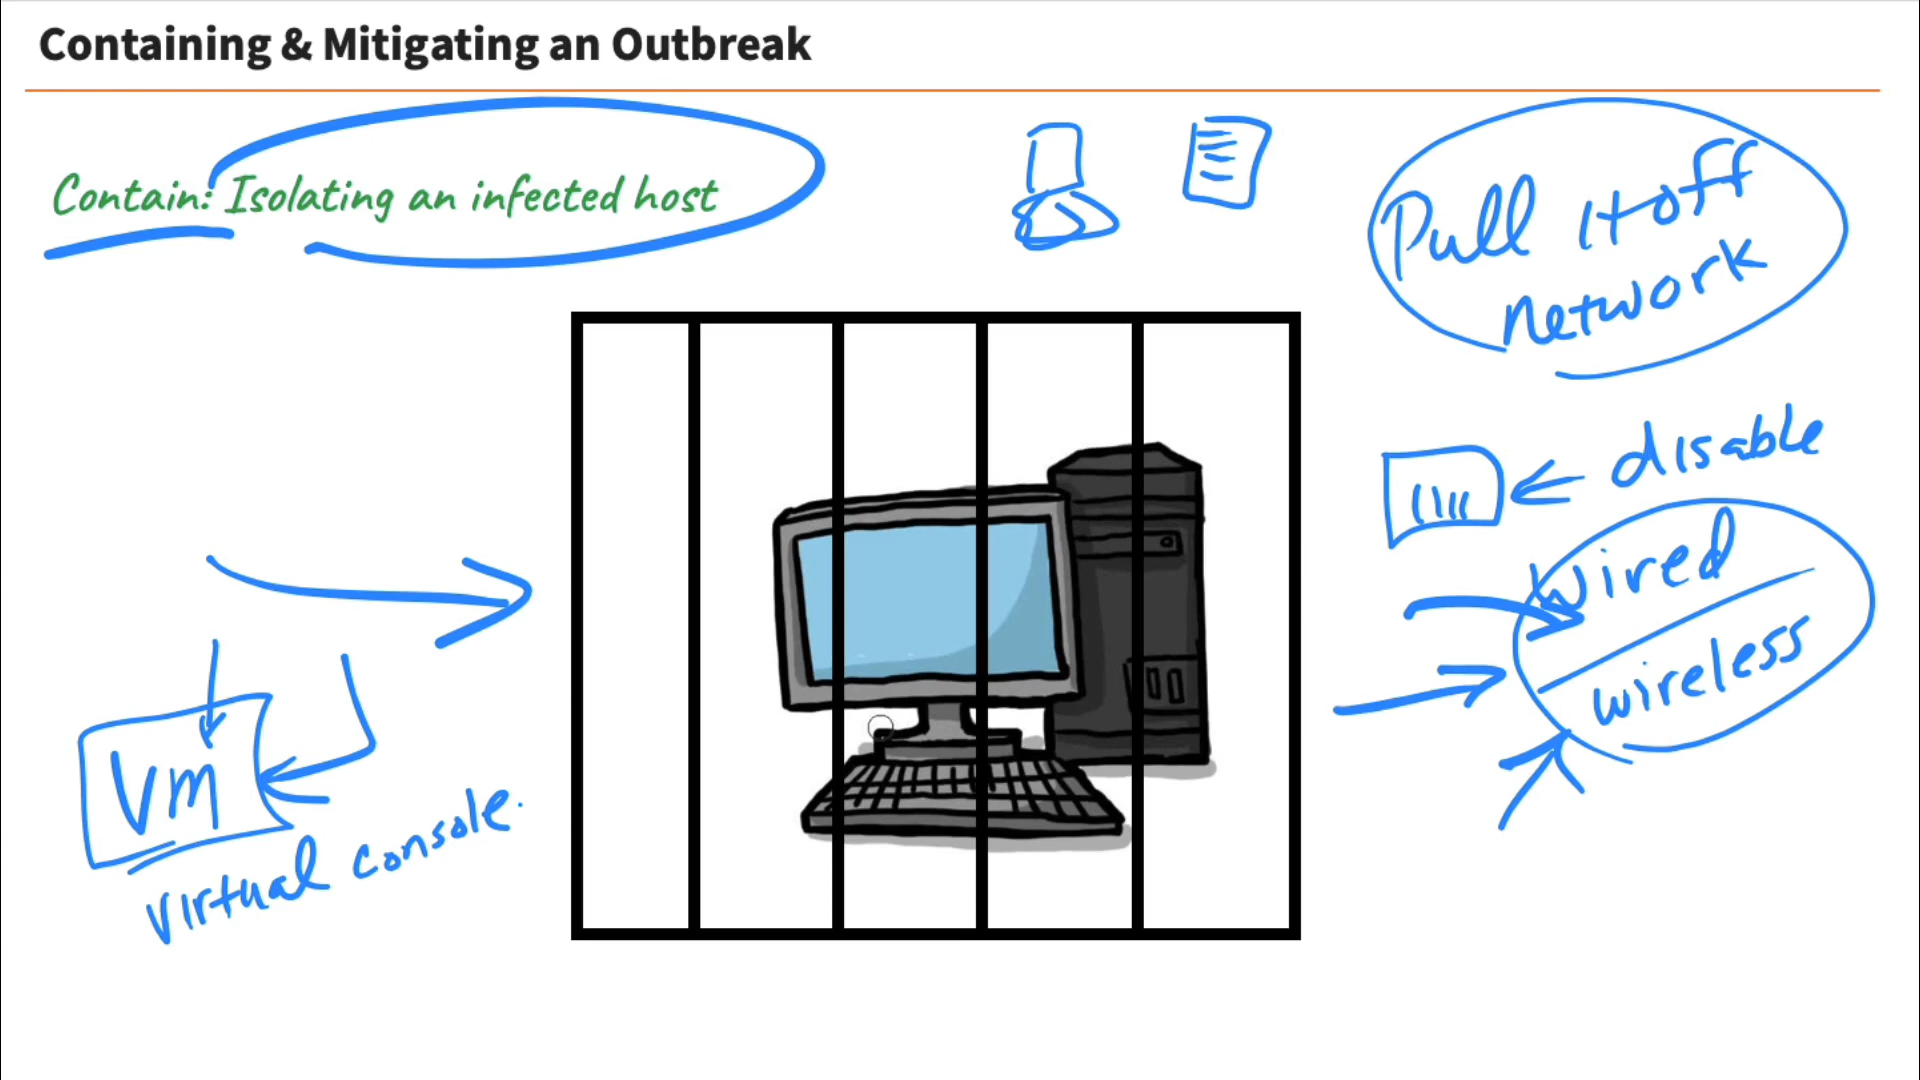 Containing & Mitigating an Outbreak
Contain: Isolating an infected host
Pull it off
network
disable
Wired
wireless
Vm
virtual console.